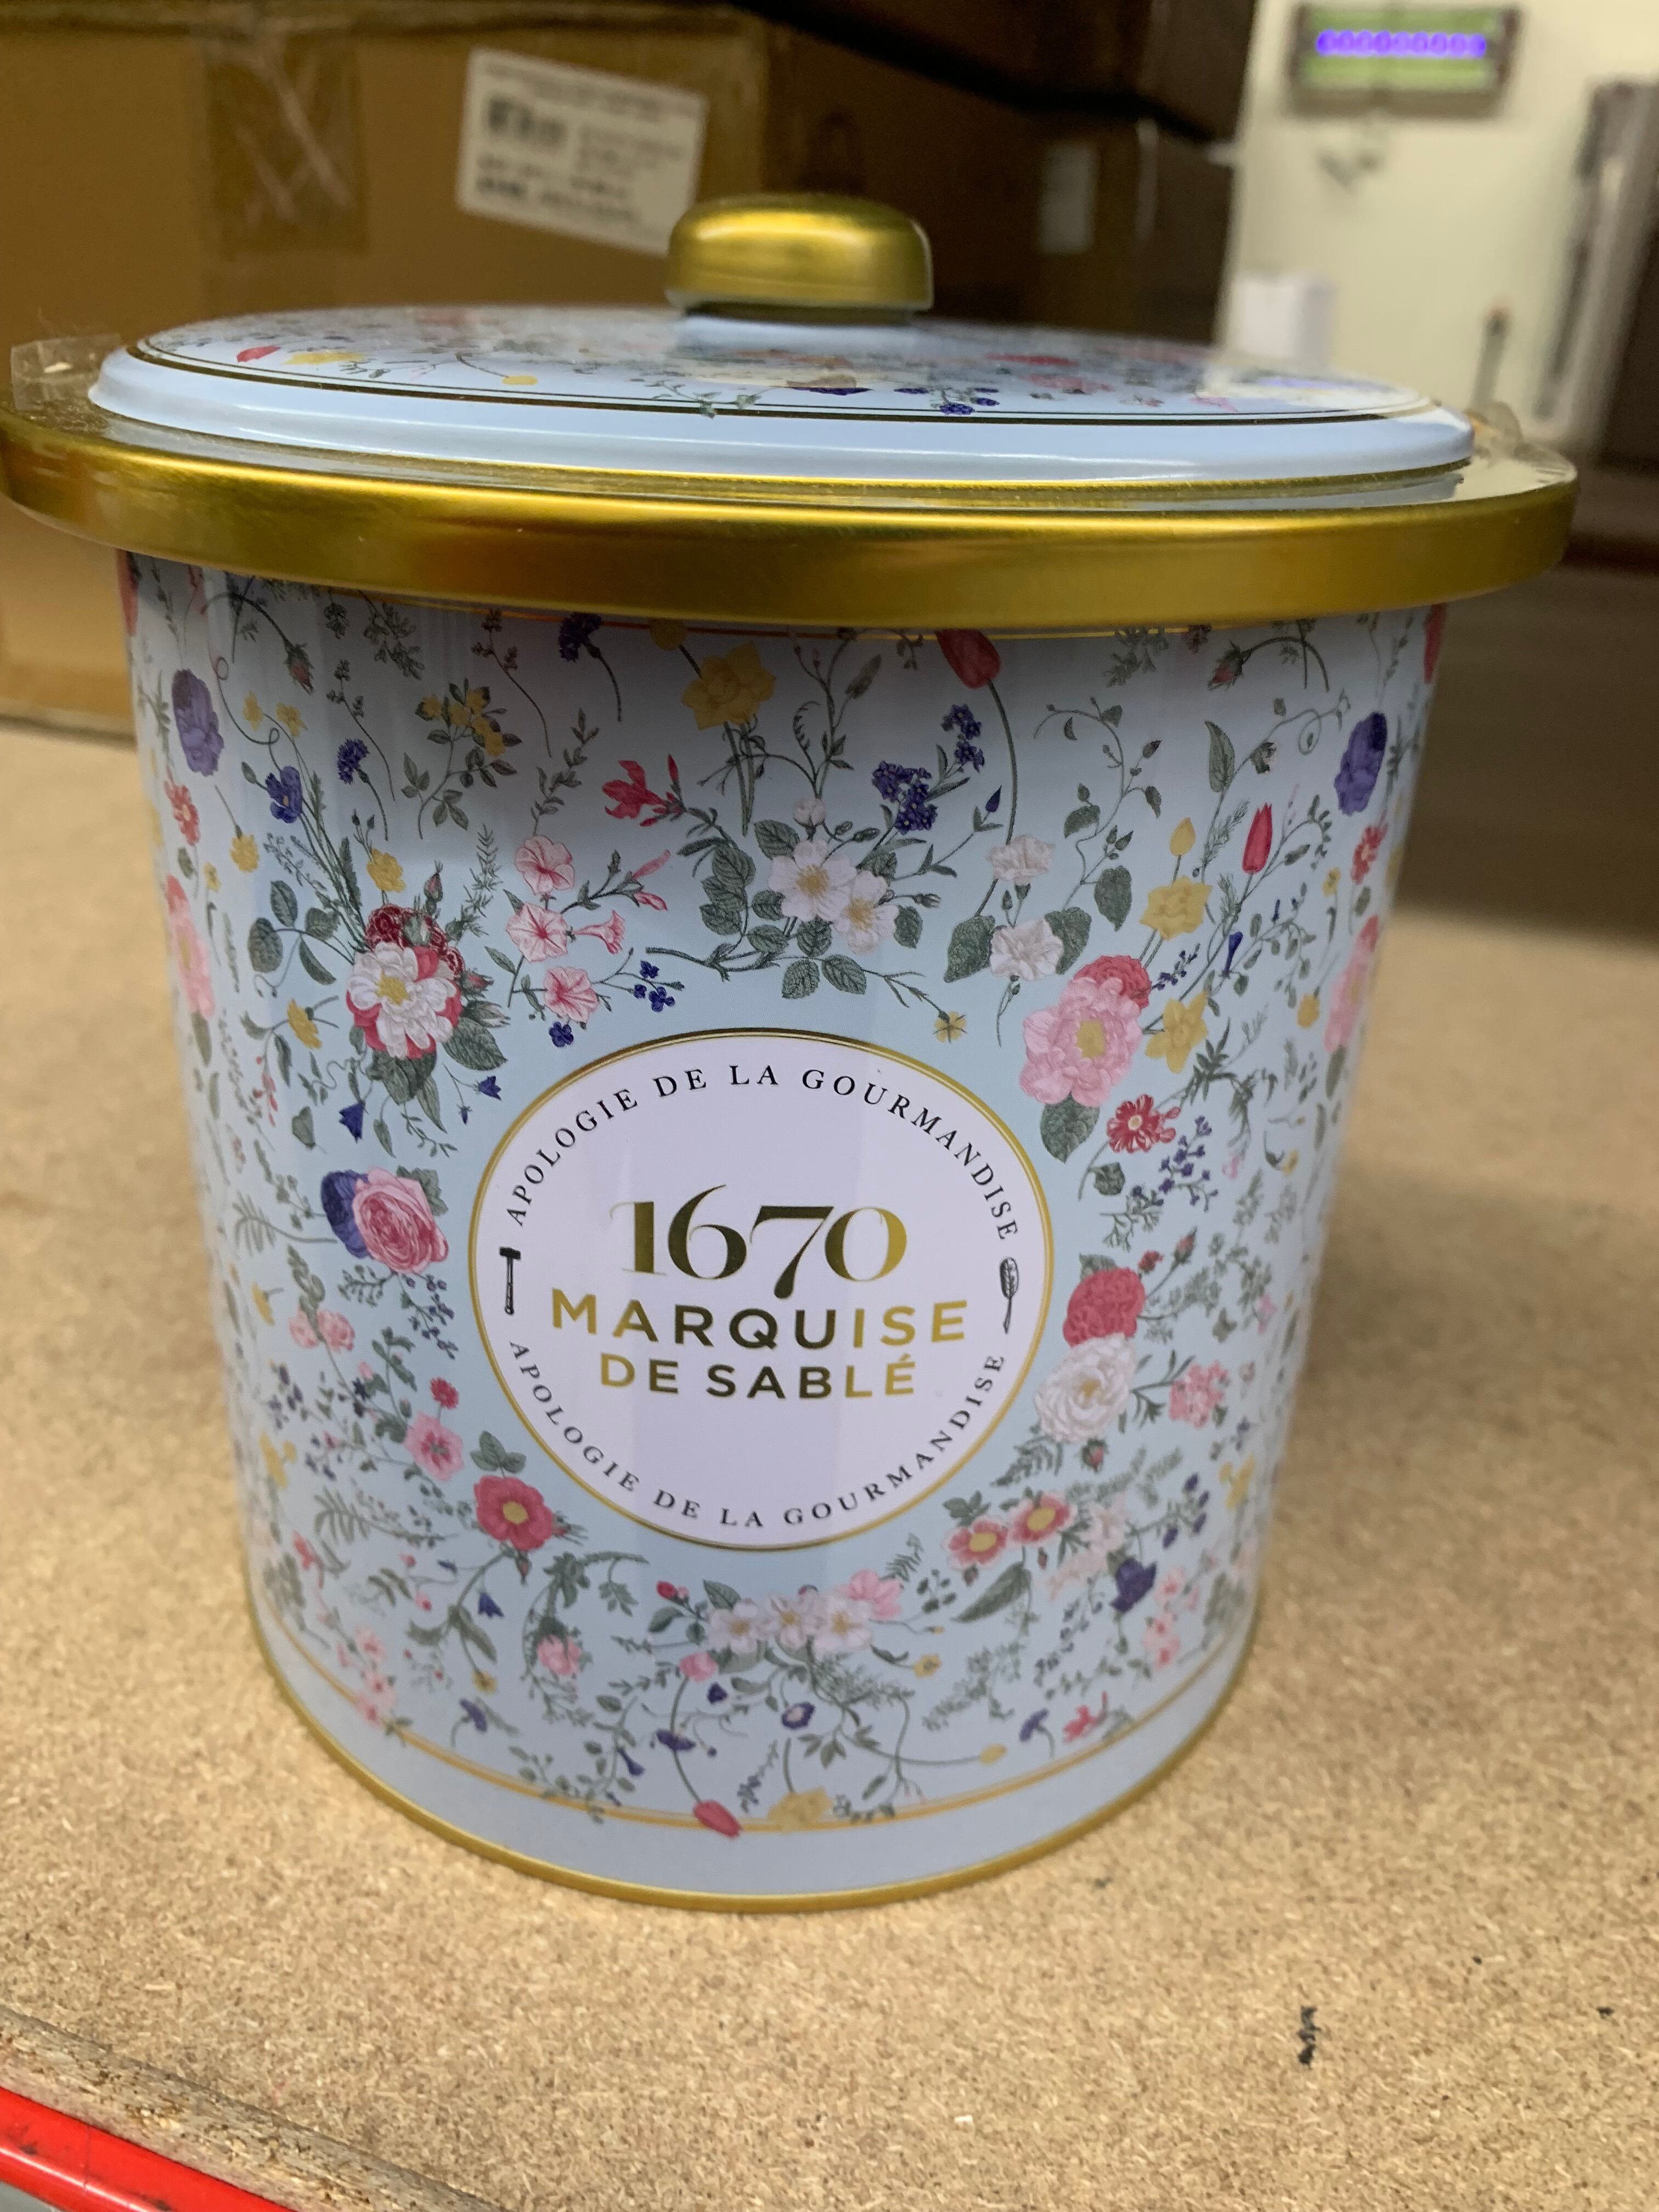 APOLOGIE DE LA GOURMANDISE
1670
MARQUISE
DE SABLÉ
APOLOGIE DE LA GOURMANDISE